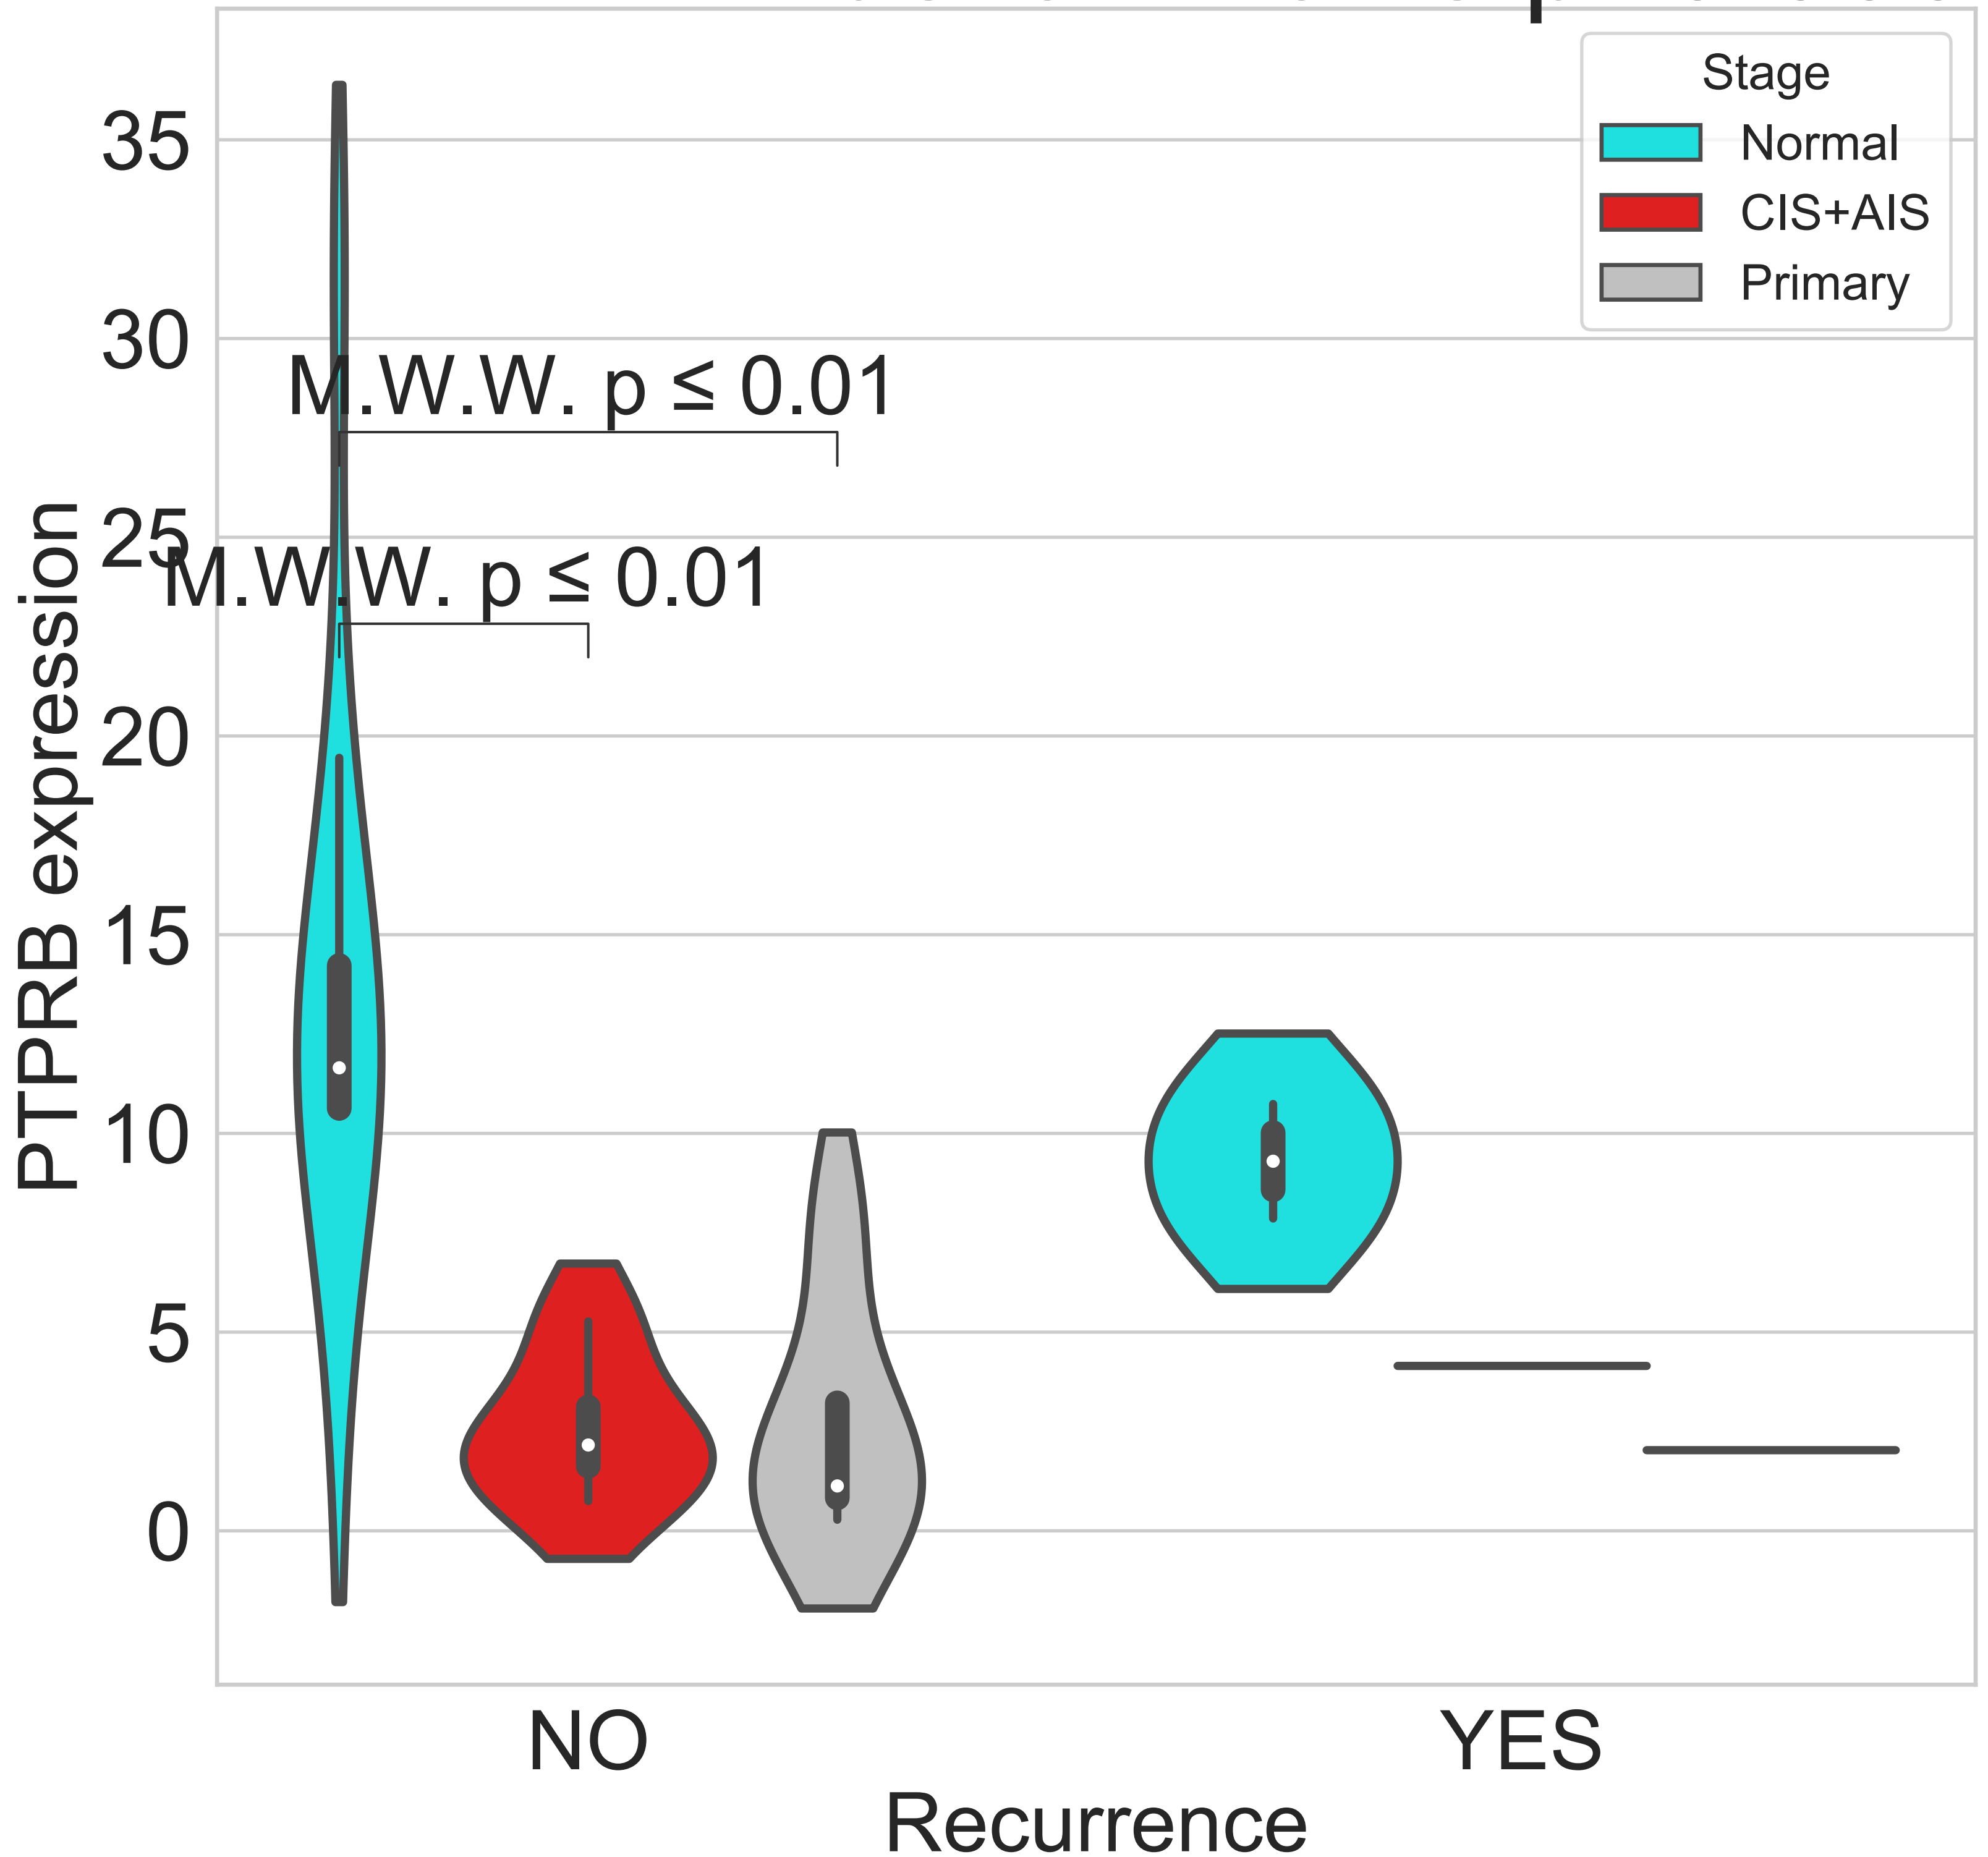 Stage
Normal
CIS+AIS
Primary
35
30
25
20
15
10
5
0
M.W.W. p ≤ 0.01
M.W.W. p ≤ 0.01
PTPRB expression
NO
YES
Recurrence